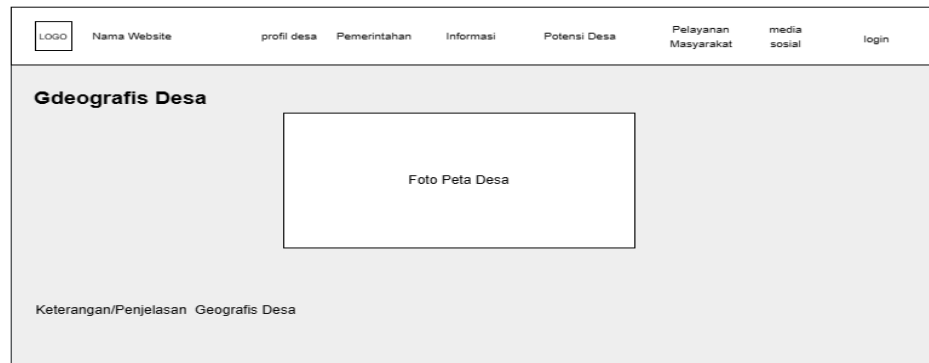 LOGO
Nama Website
profil desa
Pemerintahan
Informasi
Potensi Desa
Pelayanan
Masyarakat
media
sosial
login
Gdeografis Desa
Foto Peta Desa
Keterangan/Penjelasan Geografis Desa